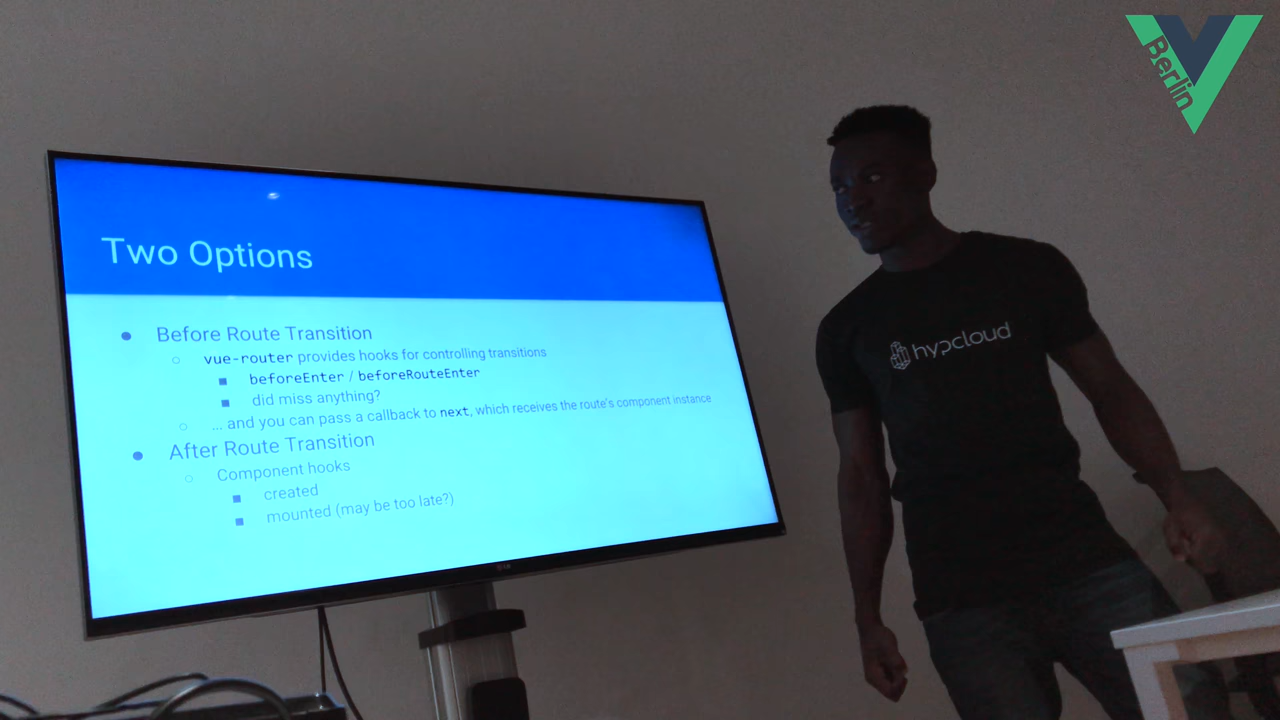 Berlin
Two Options
Before Route Transition
vue-router provides hooks for controlling transitions
beforeEnter / beforeRouteEnter
did miss anything?
... and you can pass a callback to next, which receives the route's component instance
After Route Transition
Component hooks
created
mounted (may be too late?)
hypcloud
LG